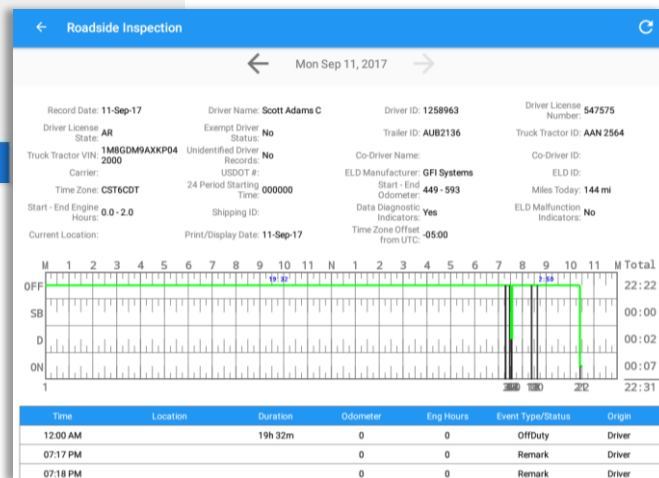 Roadside Inspection
Mon Sep 11, 2017
Record Date: 11-Sep-17 Driver Name: Scott Adams C Driver ID: 1258963 Driver License Number: 547575
Driver License State: AR Exempt Driver Status: No Trailer ID: AUB2136 Truck Tractor ID: AAN 2564
Truck Tractor VIN: 1M8GDM9AXKP04 2000 Unidentified Driver Records: No Co-Driver Name: Co-Driver ID:
Carrier: USDOT #: ELD Manufacturer: GFI Systems ELD ID:
Time Zone: CST6CDT 24 Period Starting Time: 000000 Start - End Odometer: 449 - 593 Miles Today: 144 mi
Start - End Engine Hours: 0.0 - 2.0 Shipping ID: Data Diagnostic Indicators: Yes ELD Malfunction Indicators: No
Current Location: Print/Display Date: 11-Sep-17 Time Zone Offset from UTC: -05:00
M 1 2 3 4 5 6 7 8 9 10 11 N 1 2 3 4 5 6 7 8 9 10 11 M Total
19:32 2:50
OFF 22:22
SB 00:00
D 00:02
ON 00:07
1 22:31
Time Location Duration Odometer Eng Hours Event Type/Status Origin
12:00 AM 19h 32m 0 0 OffDuty Driver
07:17 PM 0 0 Remark Driver
07:18 PM 0 0 Remark Driver